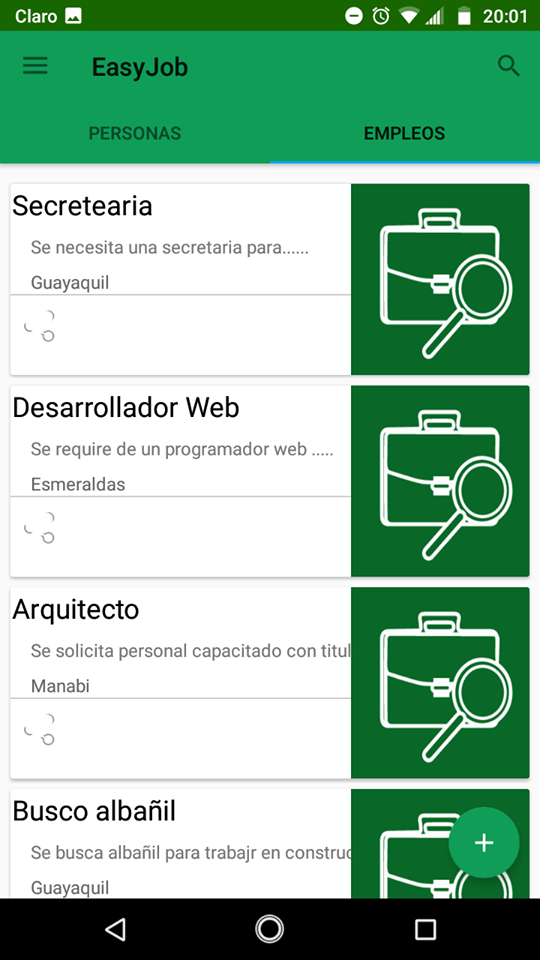 Claro 20:01
EasyJob
PERSONAS EMPLEOS
Secretearia
Se necesita una secretaria para......
Guayaquil
Desarrollador Web
Se require de un programador web .....
Esmeraldas
Arquitecto
Se solicita personal capacitado con titul
Manabi
Busco albañil
Se busca albañil para trabajr en construc
Guayaquil